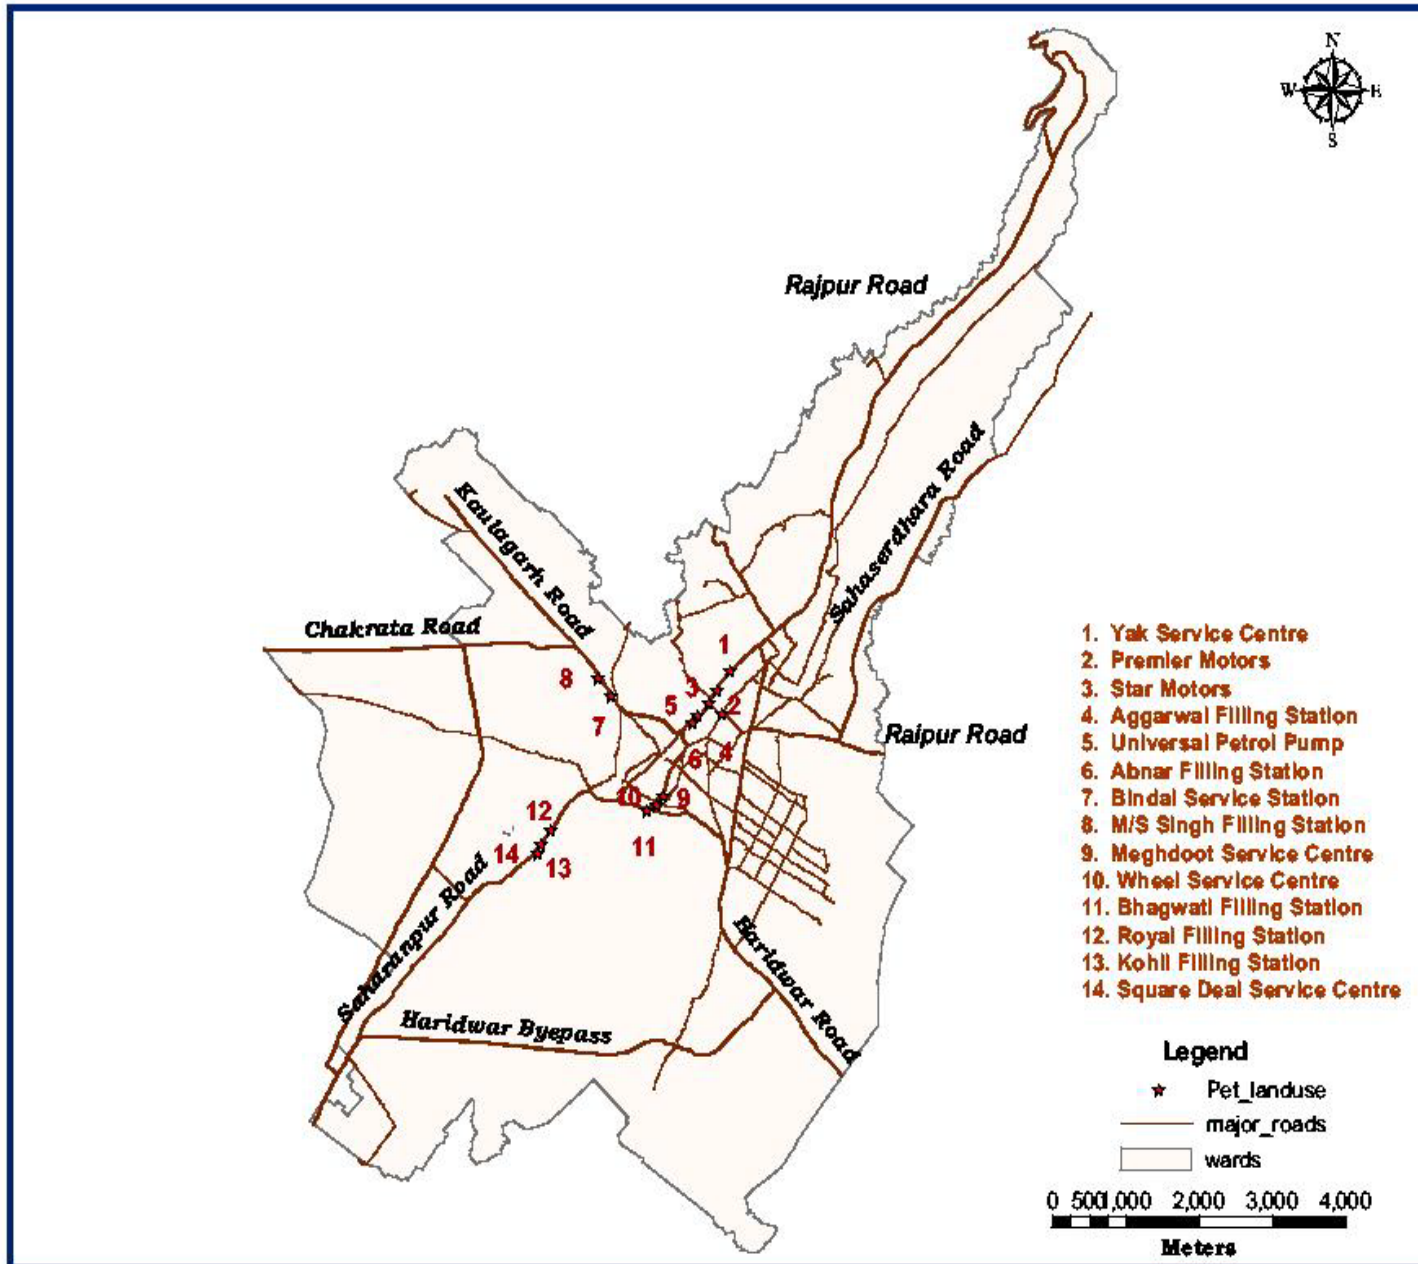 N
W E
S
Rajpur Road
Sahaserdhara Road
Kaulagarh Road
Chakrata Road
1
8
3
2
5
7
Raipur Road
4
6
10
9
12
11
14
13
Saharanpur Road
Haridwar Road
Haridwar Byepass
1. Yak Service Centre
2. Premier Motors
3. Star Motors
4. Aggarwal Filling Station
5. Universal Petrol Pump
6. Abnar Filling Station
7. Bindal Service Station
8. M/S Singh Filling Station
9. Meghdoot Service Centre
10. Wheel Service Centre
11. Bhagwati Filling Station
12. Royal Filling Station
13. Kohli Filling Station
14. Square Deal Service Centre
Legend
Pet_landuse
major_roads
wards
0 500 1,000 2,000 3,000 4,000
Meters